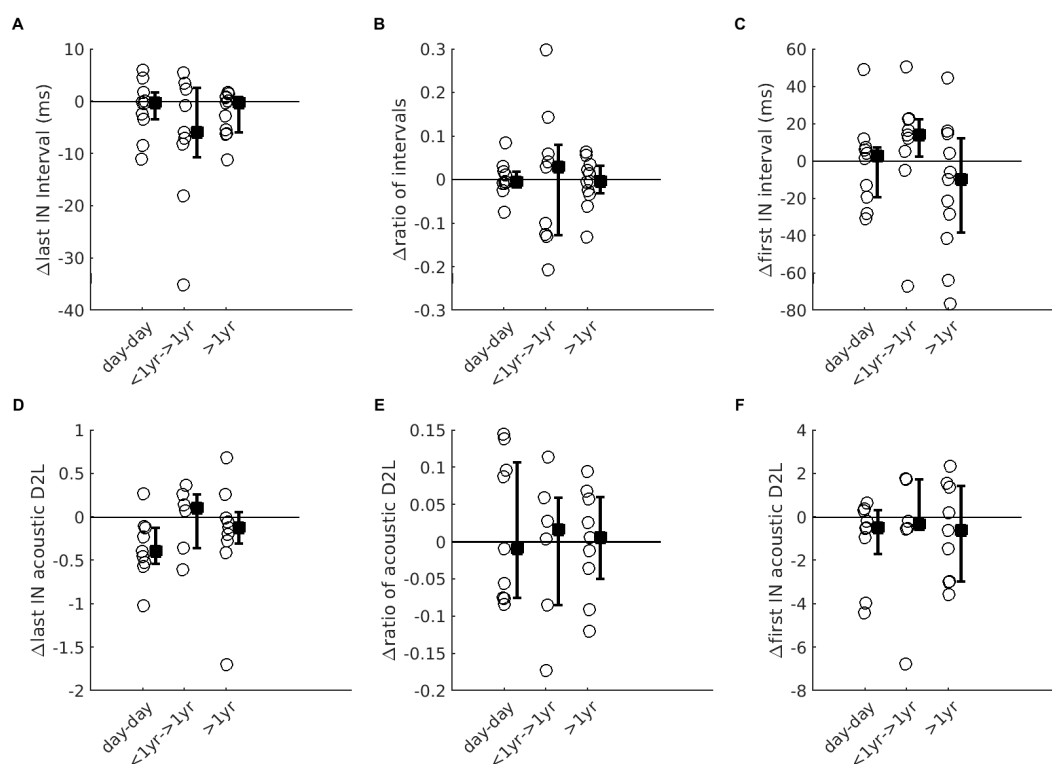 A
B
C
Δlast IN Interval (ms)
10
0
-10
-20
-30
-40
day-day
<1yr->1yr
>1yr
Δratio of intervals
0.3
0.2
0.1
0
-0.1
-0.2
-0.3
day-day
<1yr->1yr
>1yr
Δfirst IN Interval (ms)
60
40
20
0
-20
-40
-60
-80
day-day
<1yr->1yr
>1yr
D
E
F
Δlast IN acoustic D2L
1
0.5
0
-0.5
-1
-1.5
-2
day-day
<1yr->1yr
>1yr
Δratio of acoustic D2L
0.15
0.1
0.05
0
-0.05
-0.1
-0.15
-0.2
day-day
<1yr->1yr
>1yr
Δfirst IN acoustic D2L
4
2
0
-2
-4
-6
-8
day-day
<1yr->1yr
>1yr